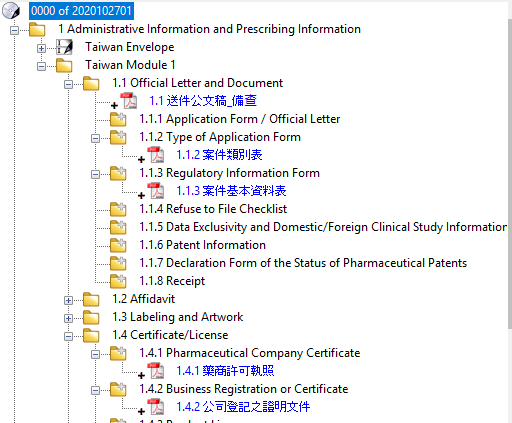 0000 of 2020102701
1 Administrative Information and Prescribing Information
Taiwan Envelope
Taiwan Module 1
1.1 Official Letter and Document
1.1 送件公文稿_備查
1.1.1 Application Form / Official Letter
1.1.2 Type of Application Form
1.1.2 案件類別表
1.1.3 Regulatory Information Form
1.1.3 案件基本資料表
1.1.4 Refuse to File Checklist
1.1.5 Data Exclusivity and Domestic/Foreign Clinical Study Information
1.1.6 Patent Information
1.1.7 Declaration Form of the Status of Pharmaceutical Patents
1.1.8 Receipt
1.2 Affidavit
1.3 Labeling and Artwork
1.4 Certificate/License
1.4.1 Pharmaceutical Company Certificate
1.4.1 藥商許可執照
1.4.2 Business Registration or Certificate
1.4.2 公司登記之證明文件